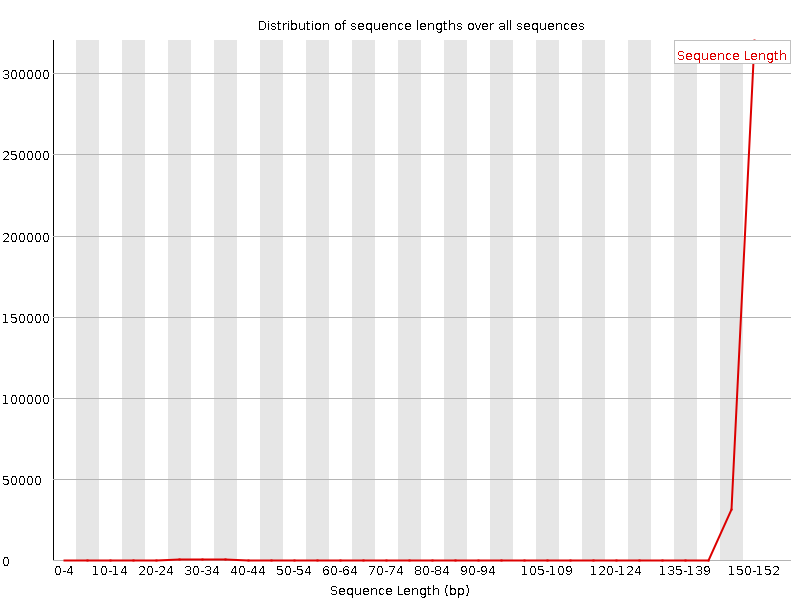 Distribution of sequence lengths over all sequences
Sequence Length
300000
250000
200000
150000
100000
50000
0
0-4 10-14 20-24 30-34 40-44 50-54 60-64 70-74 80-84 90-94 105-109 120-124 135-139 150-152
Sequence Length (bp)